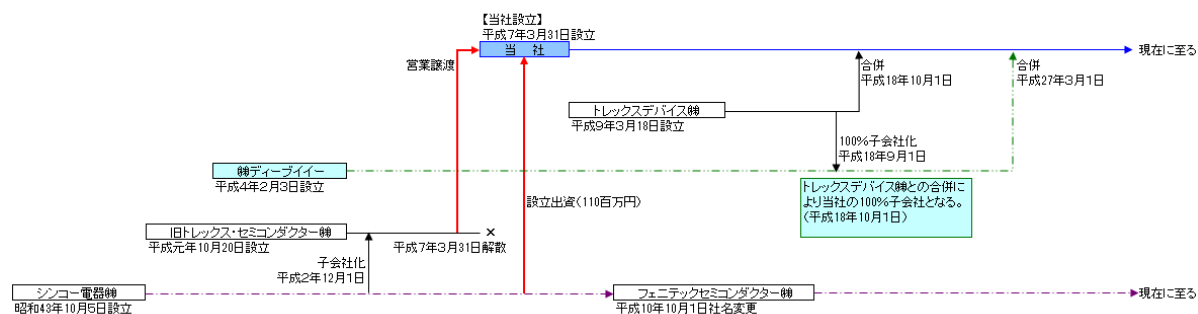 【当社設立】
平成7年3月31日設立
当　社
現在に至る
営業譲渡
合併
平成18年10月1日
合併
平成27年3月1日
トレックスデバイス㈱
平成9年3月18日設立
100%子会社化
平成18年9月1日
㈱ディーブイイー
平成4年2月3日設立
トレックスデバイス㈱との合併に
より当社の100%子会社となる。
（平成18年10月1日）
設立出資（110百万円）
旧トレックス・セミコンダクター㈱
平成元年10月20日設立
×
平成7年3月31日解散
子会社化
平成2年12月1日
シンコー電器㈱
昭和43年10月5日設立
フェニテックセミコンダクター㈱
平成10年10月1日社名変更
現在に至る